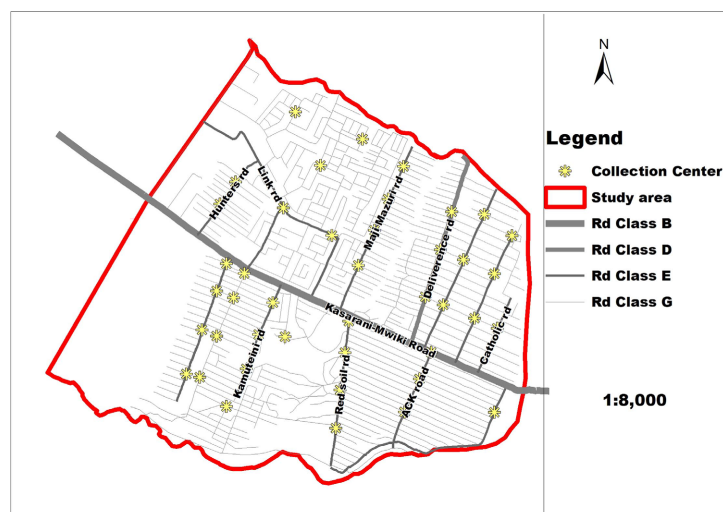 N
Legend
Collection Center
Study area
Rd Class B
Rd Class D
Rd Class E
Rd Class G
1:8,000
Hunters rd
Link rd
Maji Mazuri rd
Deliverence rd
Kasarani-Mwiki Road
Catholic rd
Kamuteini rd
Red soil rd
ACK road